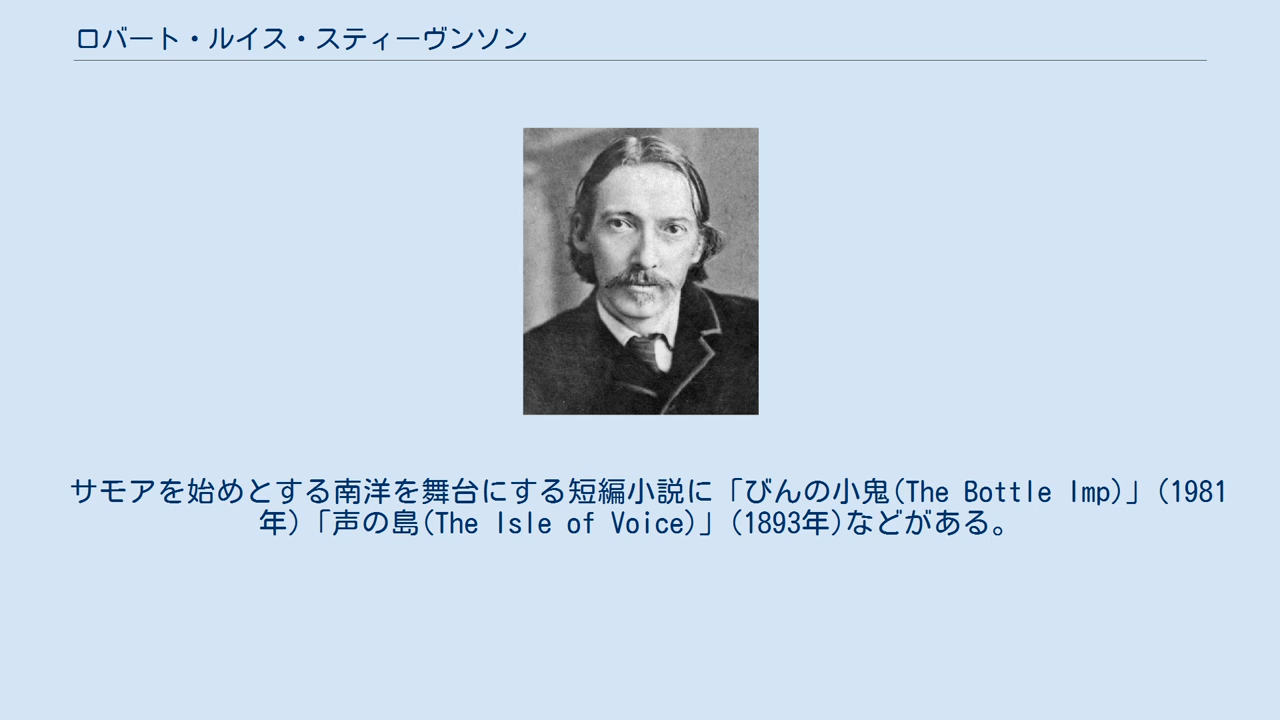 ロバート・ルイス・スティーヴンソン
サモアを始めとする南洋を舞台にする短編小説に「びんの小鬼(The Bottle Imp)」(1981
年)「声の島(The Isle of Voice)」(1893年)などがある。